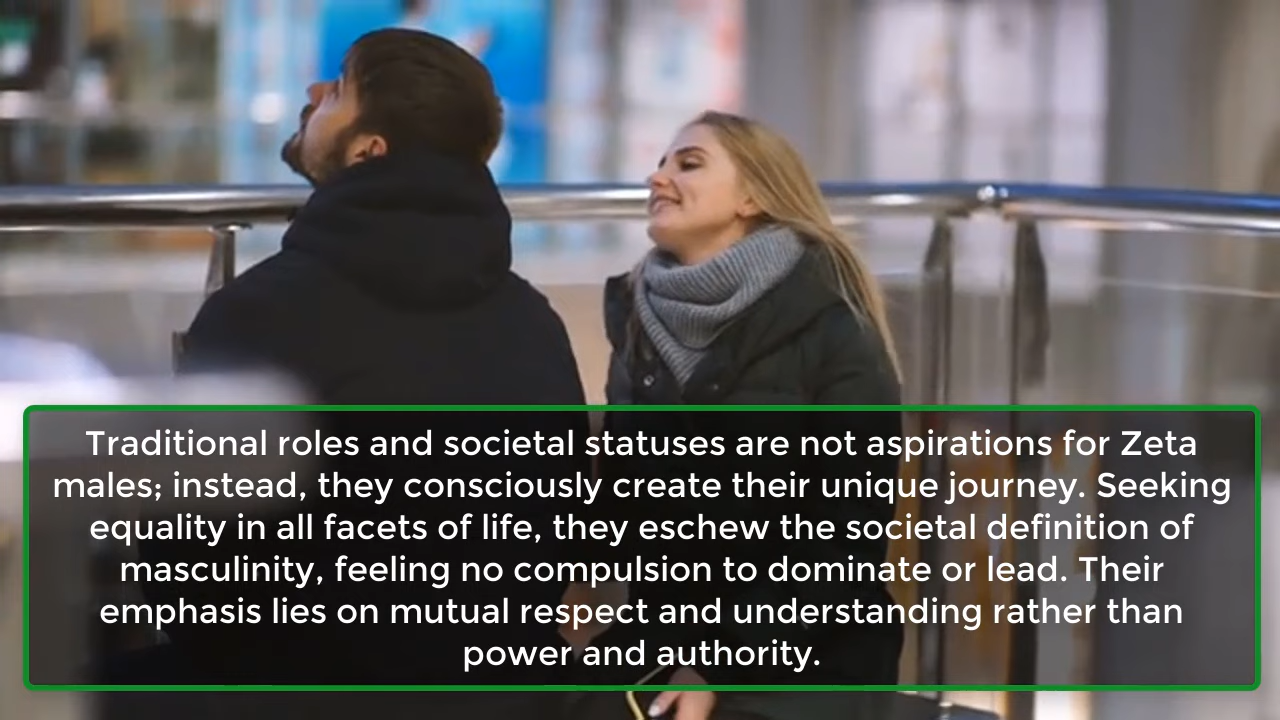 Traditional roles and societal statuses are not aspirations for Zeta
males; instead, they consciously create their unique journey. Seeking
equality in all facets of life, they eschew the societal definition of
masculinity, feeling no compulsion to dominate or lead. Their
emphasis lies on mutual respect and understanding rather than
power and authority.